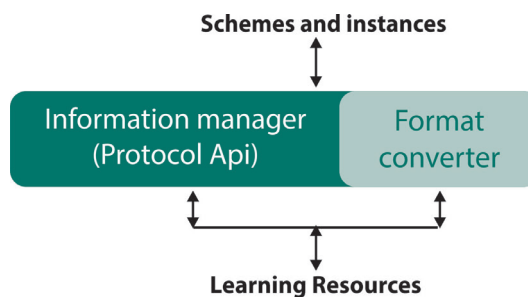 Schemes and instances
Information manager
(Protocol Api)
Format
converter
Learning Resources